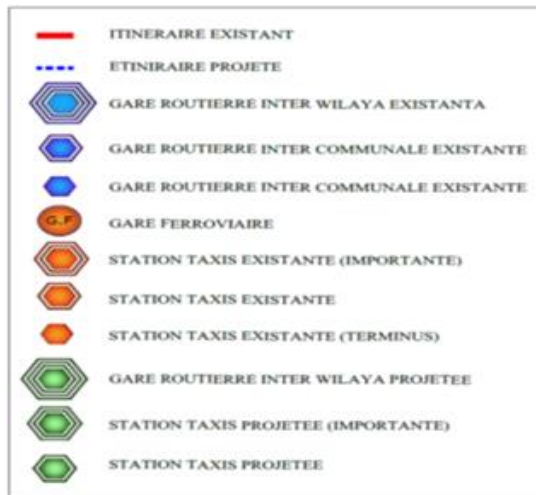 ITINERAIRE EXISTANT
ETINIRAIRE PROJETE
GARE ROUTIERRE INTER WILAYA EXISTANTA
GARE ROUTIERRE INTER COMMUNALE EXISTANTE
GARE ROUTIERRE INTER COMMUNALE EXISTANTE
G.F GARE FERROVIAIRE
STATION TAXIS EXISTANTE (IMPORTANTE)
STATION TAXIS EXISTANTE
STATION TAXIS EXISTANTE (TERMINUS)
GARE ROUTIERRE INTER WILAYA PROJETEE
STATION TAXIS PROJETEE (IMPORTANTE)
STATION TAXIS PROJETEE